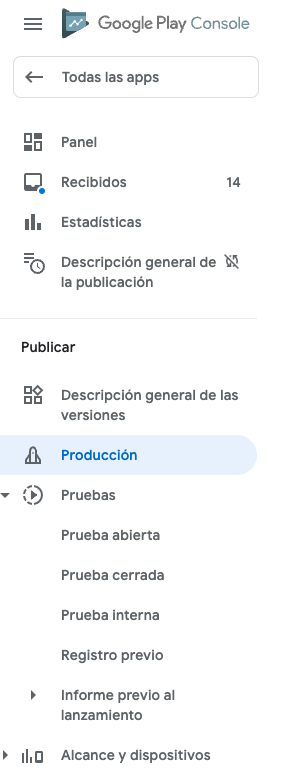 Google Play Console
Todas las apps
Panel
Recibidos 14
Estadísticas
Descripción general de
la publicación
Publicar
Descripción general de las
versiones
Producción
Pruebas
Prueba abierta
Prueba cerrada
Prueba interna
Registro previo
Informe previo al
lanzamiento
Alcance y dispositivos